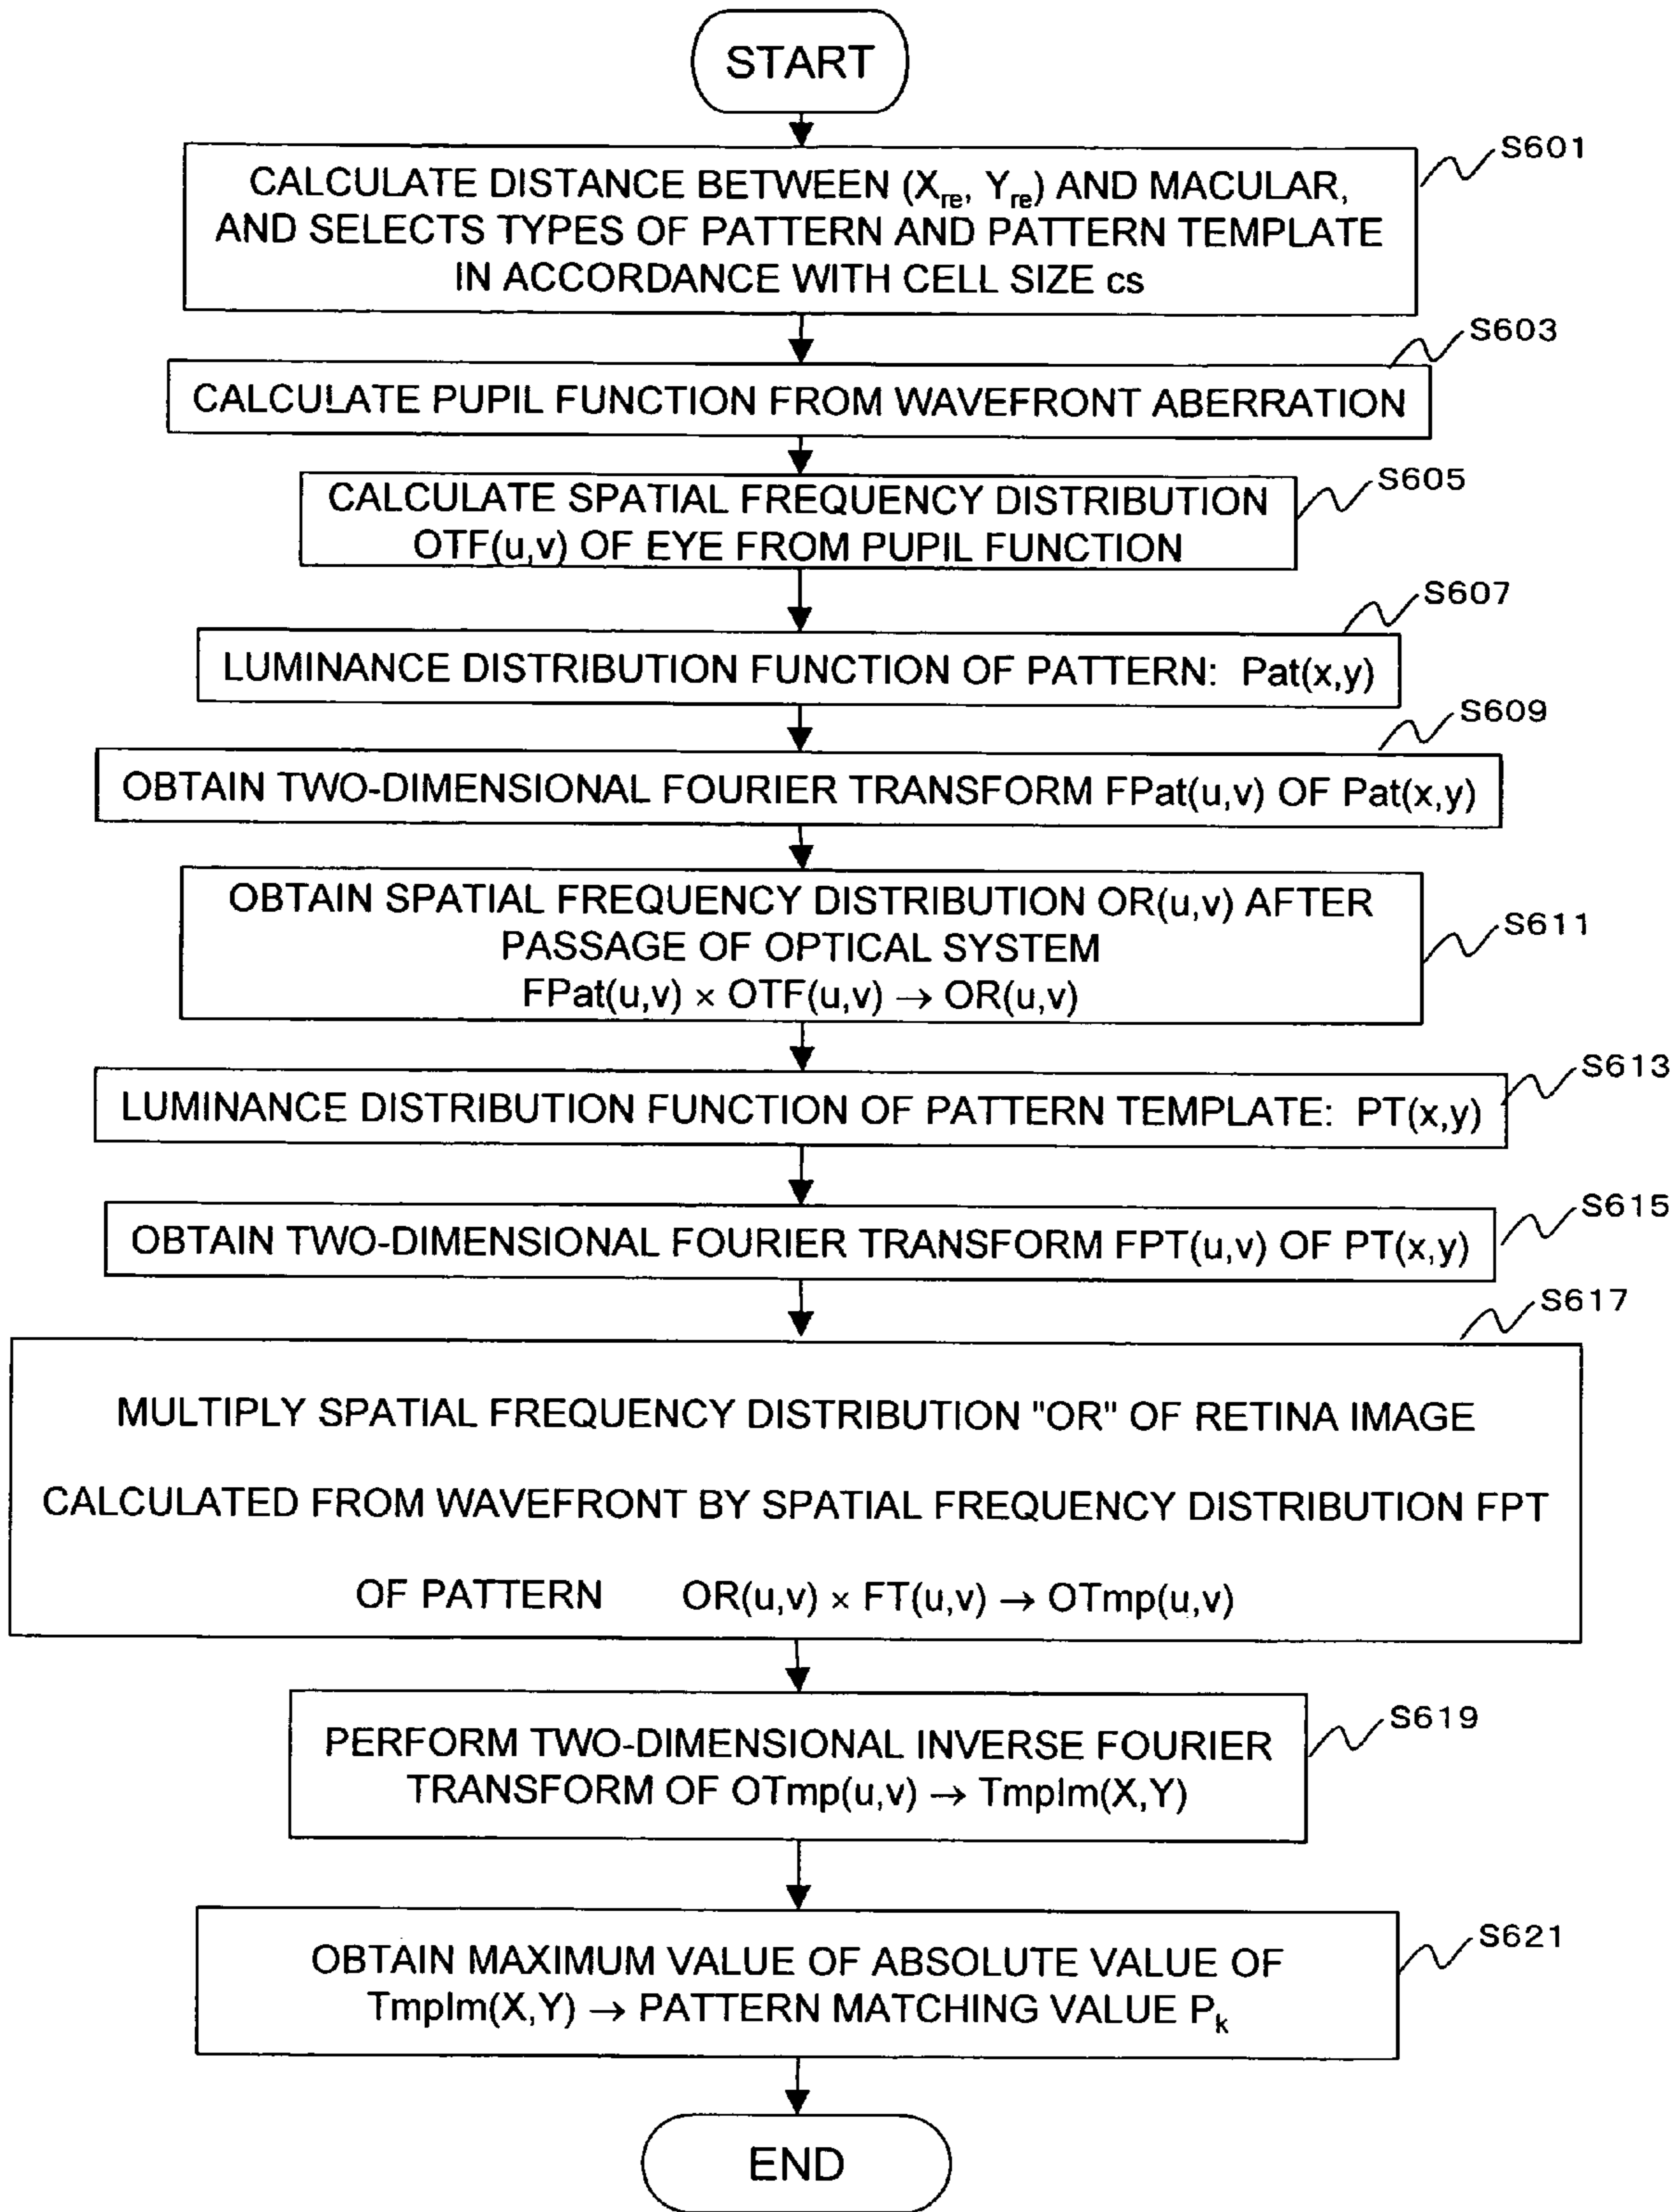 START
S601
CALCULATE DISTANCE BETWEEN (Xre, Yre) AND MACULAR,
AND SELECTS TYPES OF PATTERN AND PATTERN TEMPLATE
IN ACCORDANCE WITH CELL SIZE cs
S603
CALCULATE PUPIL FUNCTION FROM WAVEFRONT ABERRATION
S605
CALCULATE SPATIAL FREQUENCY DISTRIBUTION
OTF(u,v) OF EYE FROM PUPIL FUNCTION
S607
LUMINANCE DISTRIBUTION FUNCTION OF PATTERN: Pat(x,y)
S609
OBTAIN TWO-DIMENSIONAL FOURIER TRANSFORM FPat(u,v) OF Pat(x,y)
OBTAIN SPATIAL FREQUENCY DISTRIBUTION OR(u,v) AFTER
PASSAGE OF OPTICAL SYSTEM
FPat(u,v) × OTF(u,v) → OR(u,v)
S611
S613
LUMINANCE DISTRIBUTION FUNCTION OF PATTERN TEMPLATE: PT(x,y)
S615
OBTAIN TWO-DIMENSIONAL FOURIER TRANSFORM FPT(u,v) OF PT(x,y)
S617
MULTIPLY SPATIAL FREQUENCY DISTRIBUTION "OR" OF RETINA IMAGE
CALCULATED FROM WAVEFRONT BY SPATIAL FREQUENCY DISTRIBUTION FPT
OF PATTERN OR(u,v) × FT(u,v) → OTmp(u,v)
S619
PERFORM TWO-DIMENSIONAL INVERSE FOURIER
TRANSFORM OF OTmp(u,v) → TmpIm(X,Y)
S621
OBTAIN MAXIMUM VALUE OF ABSOLUTE VALUE OF
TmpIm(X,Y) → PATTERN MATCHING VALUE Pk
END